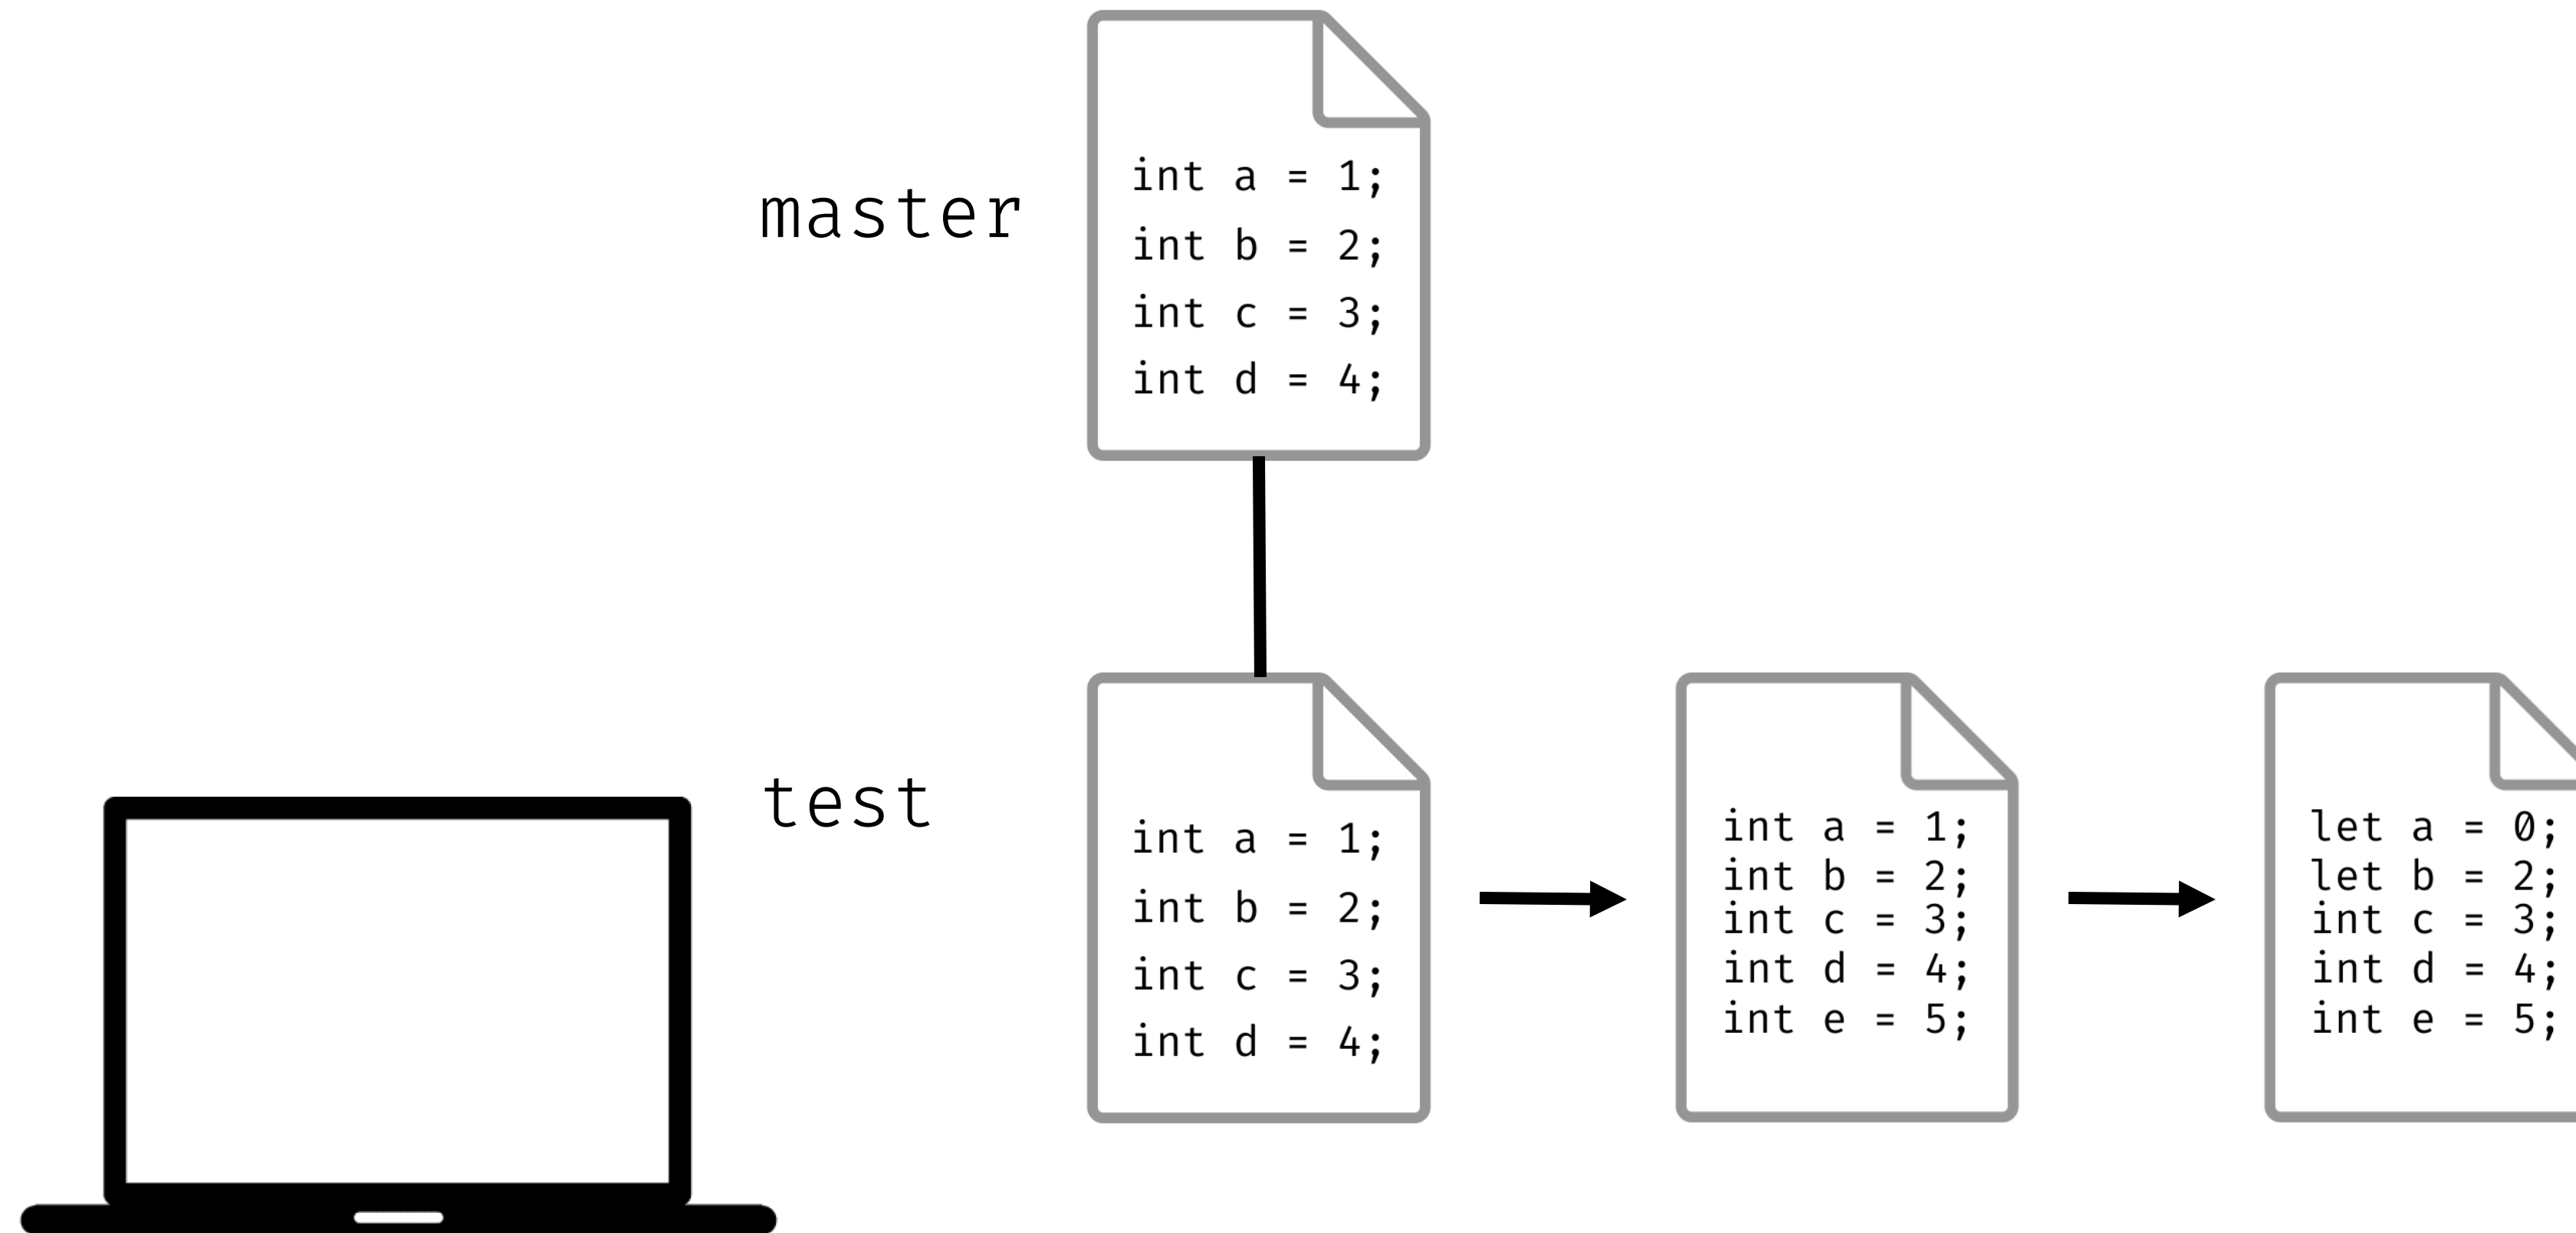 master
int a = 1;
int b = 2;
int c = 3;
int d = 4;
test
int a = 1;
int b = 2;
int c = 3;
int d = 4;
int a = 1;
int b = 2;
int c = 3;
int d = 4;
int e = 5;
let a = 0;
let b = 2;
int c = 3;
int d = 4;
int e = 5;